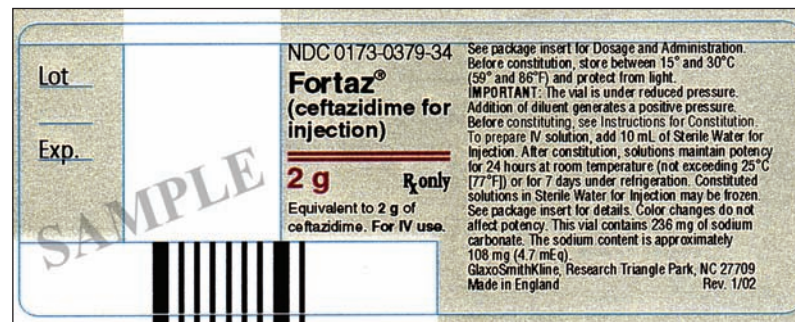 Lot
Exp.
SAMPLE
NDC 0173-0379-34
Fortaz®
(ceftazidime for
injection)
2 g ℞ only
Equivalent to 2 g of
ceftazidime. For IV use.
See package insert for Dosage and Administration.
Before constitution, store between 15° and 30°C
(59° and 86°F) and protect from light.
IMPORTANT: The vial is under reduced pressure.
Addition of diluent generates a positive pressure.
Before constituting, see Instructions for Constitution.
To prepare IV solution, add 10 mL of Sterile Water for
Injection. After constitution, solutions maintain potency
for 24 hours at room temperature (not exceeding 25°C
[77°F]) or for 7 days under refrigeration. Constituted
solutions in Sterile Water for Injection may be frozen.
See package insert for details. Color changes do not
affect potency. This vial contains 236 mg of sodium
carbonate. The sodium content is approximately
108 mg (4.7 mEq).
GlaxoSmithKline, Research Triangle Park, NC 27709
Made in England Rev. 1/02